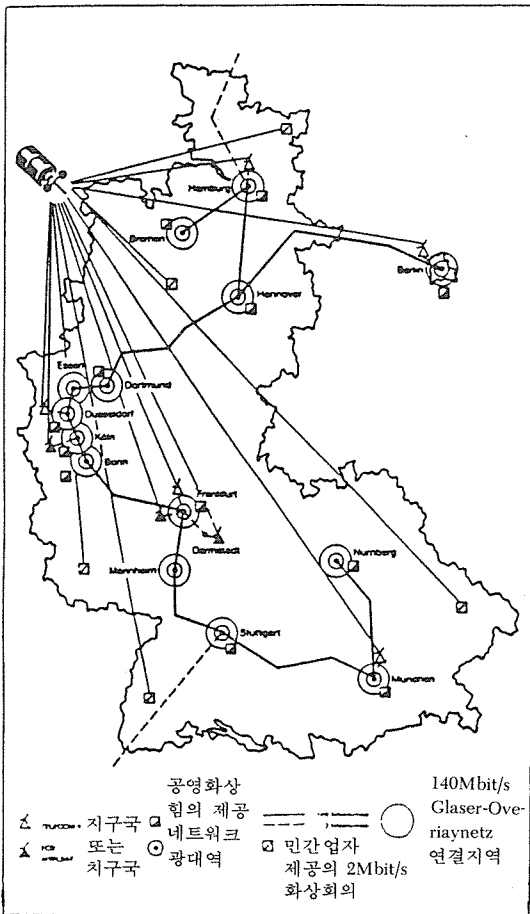 Hamburg
Bremen
Berlin
Hannover
Essen
Dortmund
Duesseldorf
Köln
Bonn
Frankfurt
Darmstadt
Mannheim
Nurnberg
Stuttgart
Munchen
지구국
또는
치구국
공영화상
힘의 제공
네트워크
광대역
민간업자
제공의 2Mbit/s
화상회의
140Mbit/s
Glaser-Ove-
riaynetz
연결지역